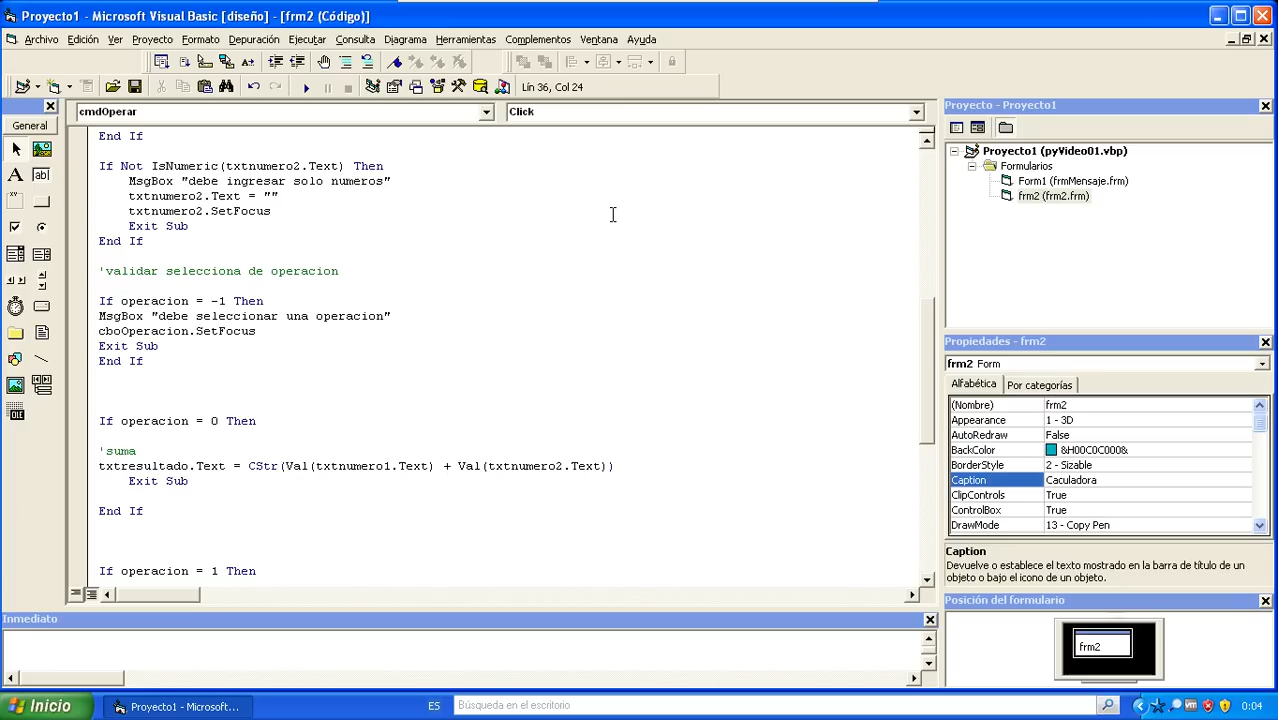 Proyecto1 - Microsoft Visual Basic [diseño] - [frm2 (Código)]
Archivo Edición Ver Proyecto Formato Depuración Ejecutar Consulta Diagrama Herramientas Complementos Ventana Ayuda
Lín 36, Col 24
General
cmdOperar
Click
End If
If Not IsNumeric(txtnumero2.Text) Then
MsgBox "debe ingresar solo numeros"
txtnumero2.Text = ""
txtnumero2.SetFocus
Exit Sub
End If
'validar selecciona de operacion
If operacion = -1 Then
MsgBox "debe seleccionar una operacion"
cboOperacion.SetFocus
Exit Sub
End If
If operacion = 0 Then
'suma
txtresultado.Text = CStr(Val(txtnumero1.Text) + Val(txtnumero2.Text))
Exit Sub
End If
If operacion = 1 Then
Inmediato
Proyecto - Proyecto1
Proyecto1 (pyVideo01.vbp)
Formularios
Form1 (frmMensaje.frm)
frm2 (frm2.frm)
Propiedades - frm2
frm2 Form
Alfabética Por categorías
(Nombre) frm2
Appearance 1 - 3D
AutoRedraw False
BackColor &H00C0C000&
BorderStyle 2 - Sizable
Caption Caculadora
ClipControls True
ControlBox True
DrawMode 13 - Copy Pen
Caption
Devuelve o establece el texto mostrado en la barra de título de un
objeto o bajo el icono de un objeto.
Posición del formulario
frm2
Inicio
Proyecto1 - Microsoft...
ES
Búsqueda en el escritorio
0:04